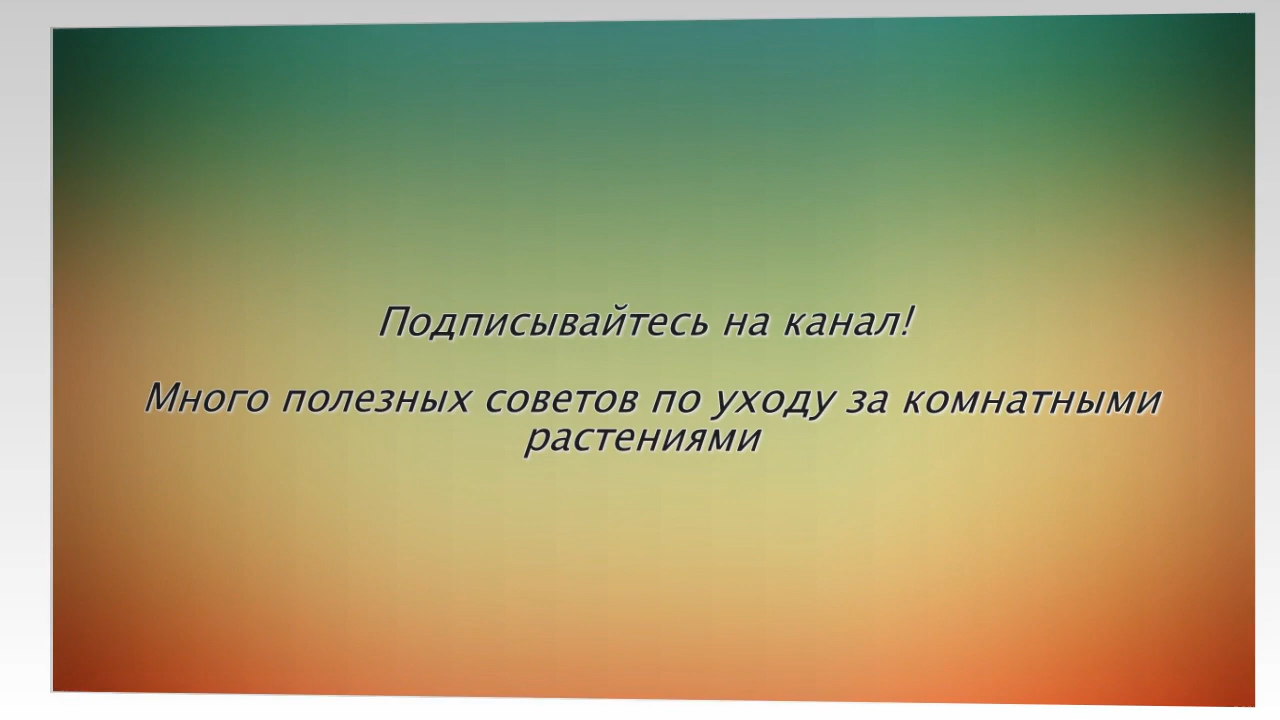 Подписывайтесь на канал!
Много полезных советов по уходу за комнатными
растениями